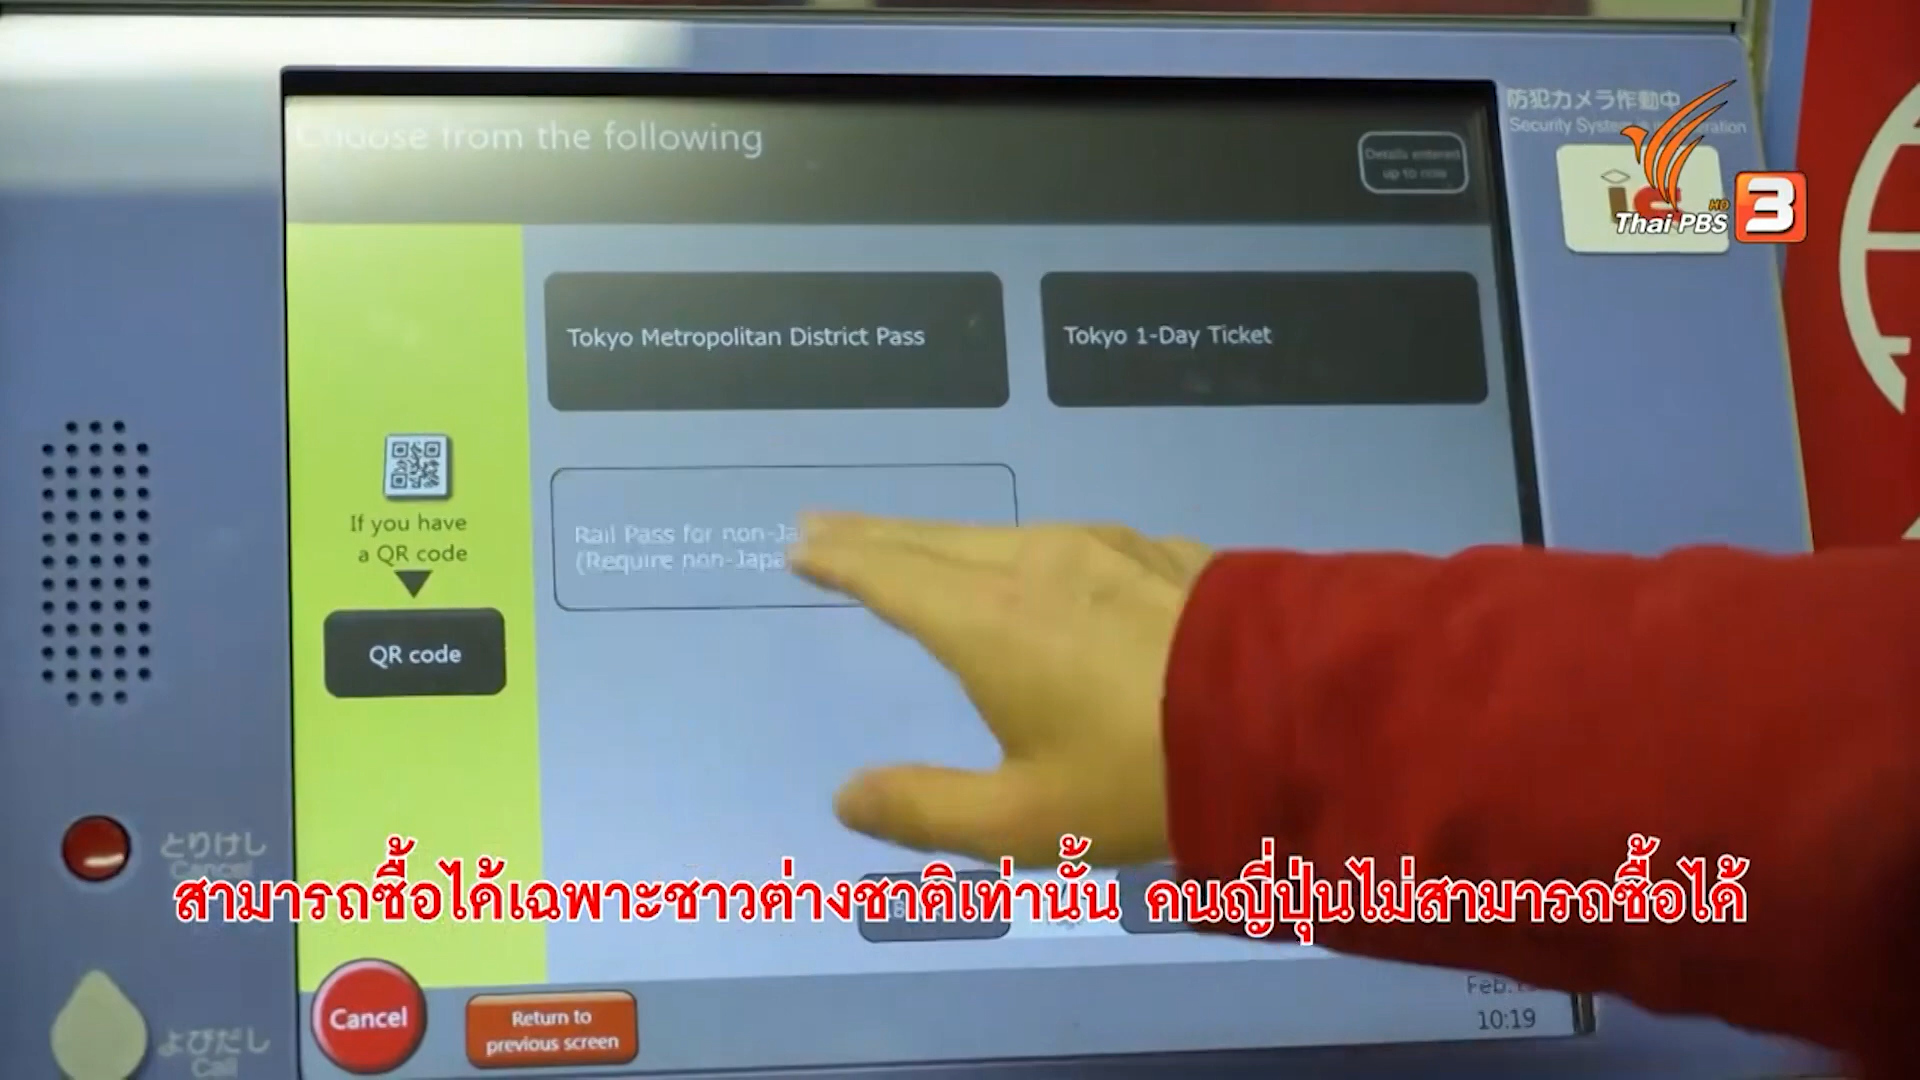 Choose from the following
Details entered
up to now
防犯カメラ作動中
Security System
Thai PBS
HD
3
Tokyo Metropolitan District Pass
Tokyo 1-Day Ticket
If you have
a QR code
QR code
Rail Pass for
(Require
とりけし
Cancel
สามารถซื้อได้เฉพาะชาวต่างชาติเท่านั้น คนญี่ปุ่นไม่สามารถซื้อได้
Cancel
Return to
previous screen
Feb.
10:19
よびだし
Call